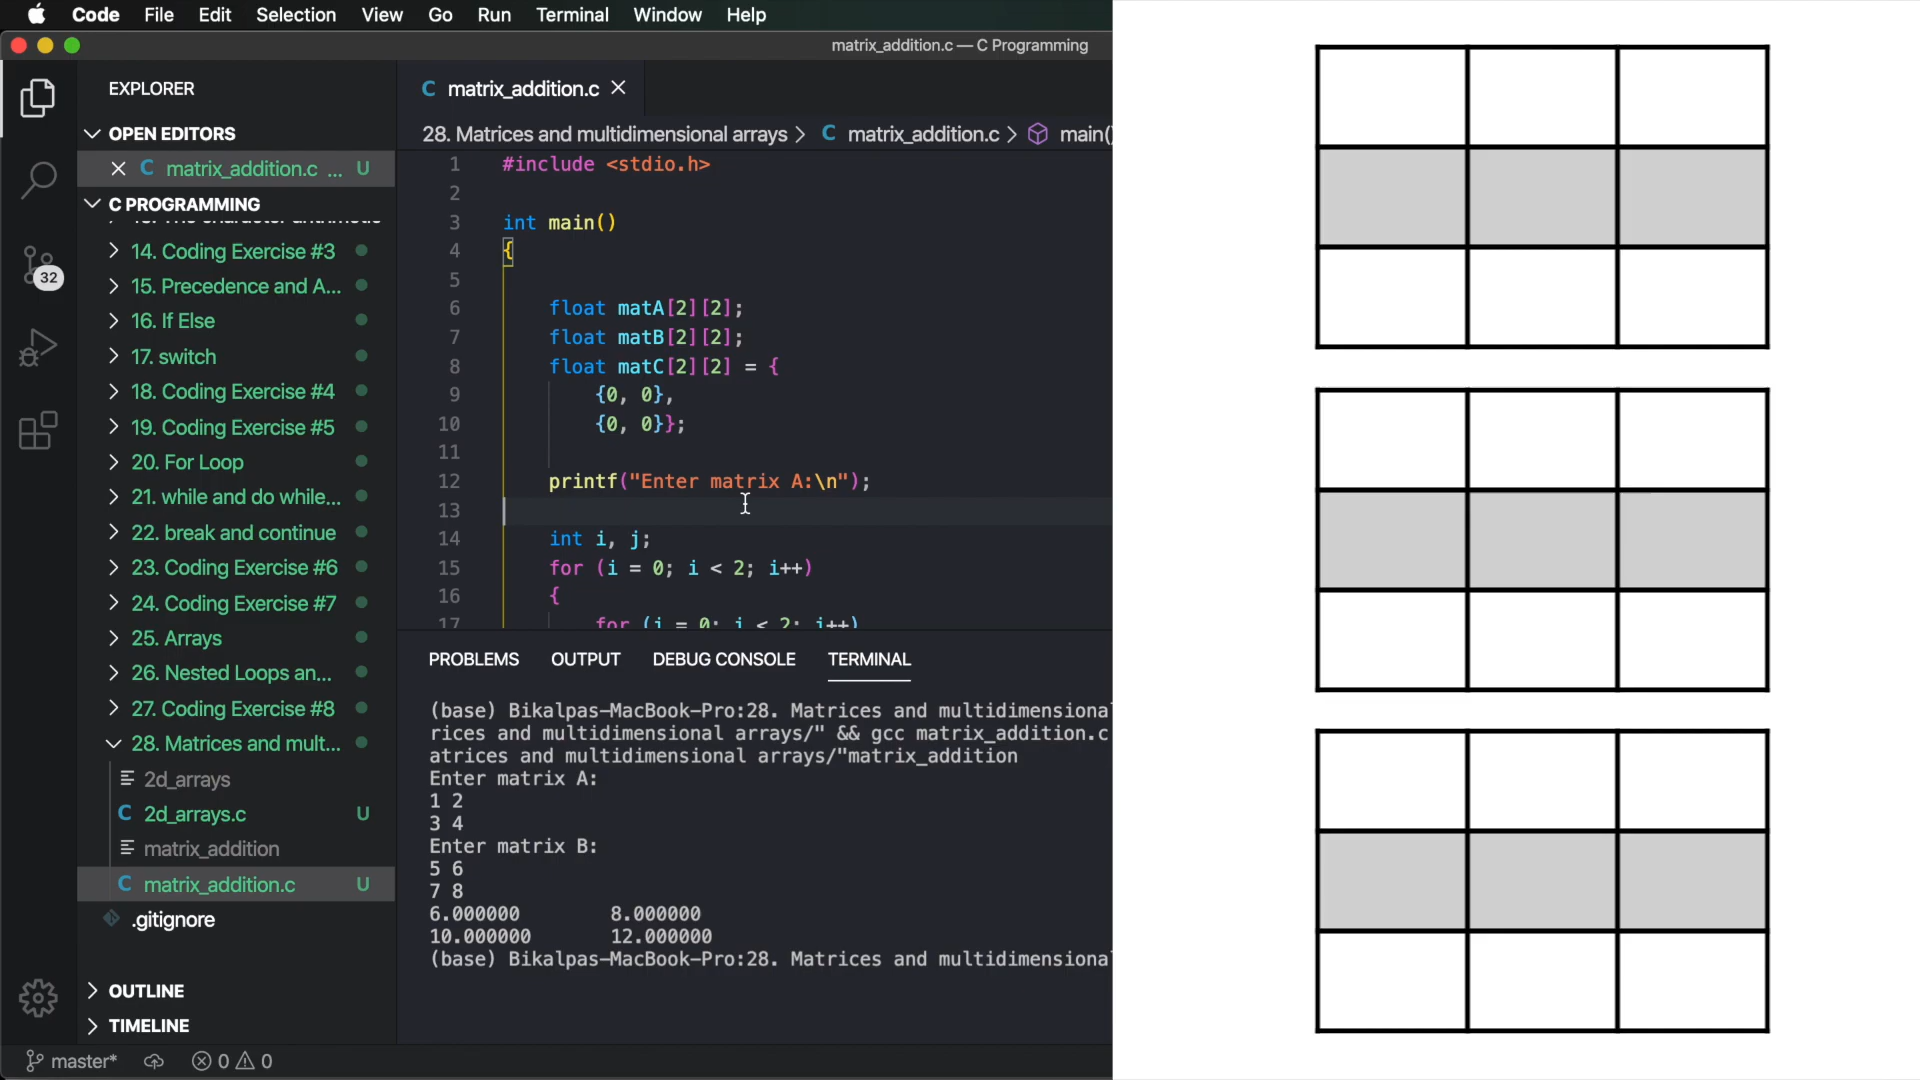 Code File Edit Selection View Go Run Terminal Window Help
matrix_addition.c — C Programming
EXPLORER
OPEN EDITORS
matrix_addition.c ... U
C PROGRAMMING
14. Coding Exercise #3
15. Precedence and A...
16. If Else
17. switch
18. Coding Exercise #4
19. Coding Exercise #5
20. For Loop
21. while and do while...
22. break and continue
23. Coding Exercise #6
24. Coding Exercise #7
25. Arrays
26. Nested Loops an...
27. Coding Exercise #8
28. Matrices and mult...
2d_arrays
2d_arrays.c U
matrix_addition
matrix_addition.c U
.gitignore
OUTLINE
TIMELINE
32
master* 0 0
C matrix_addition.c
28. Matrices and multidimensional arrays > C matrix_addition.c > main(
1 #include <stdio.h>
2
3 int main()
4 {
5
6 float matA[2][2];
7 float matB[2][2];
8 float matC[2][2] = {
9 {0, 0},
10 {0, 0}};
11
12 printf("Enter matrix A:\n");
13
14 int i, j;
15 for (i = 0; i < 2; i++)
16 {
17 for (j = 0; j < 2; j++)
PROBLEMS OUTPUT DEBUG CONSOLE TERMINAL
(base) Bikalpas-MacBook-Pro:28. Matrices and multidimensiona
rices and multidimensional arrays/" && gcc matrix_addition.c
atrices and multidimensional arrays/"matrix_addition
Enter matrix A:
1 2
3 4
Enter matrix B:
5 6
7 8
6.000000 8.000000
10.000000 12.000000
(base) Bikalpas-MacBook-Pro:28. Matrices and multidimensiona